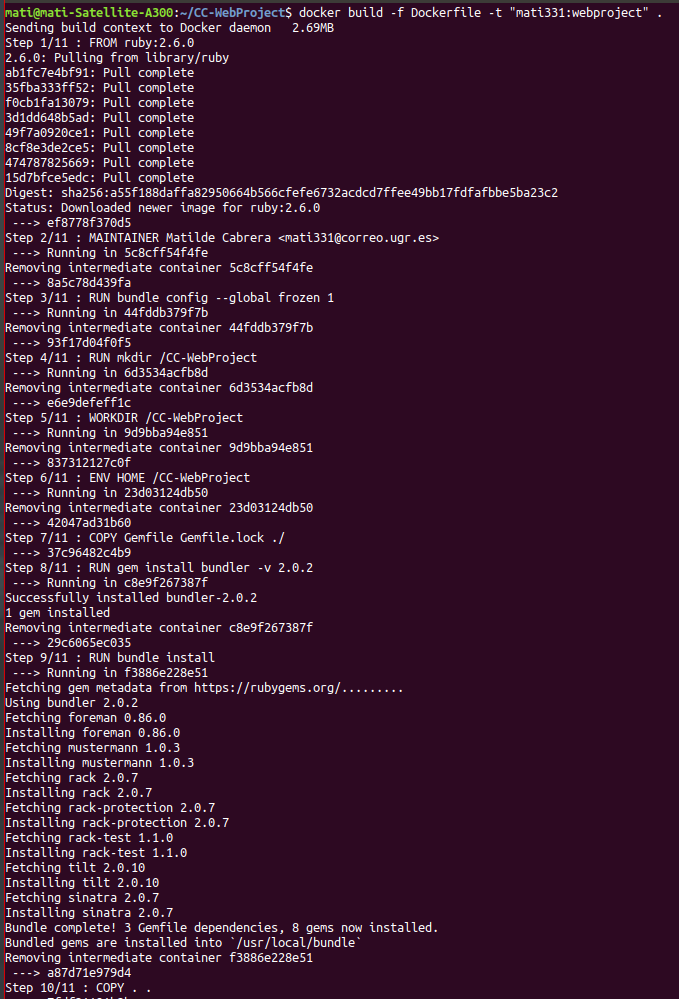 mati@mati-Satellite-A300:~/CC-WebProject$ docker build -f Dockerfile -t "mati331:webproject" .
Sending build context to Docker daemon   2.69MB
Step 1/11 : FROM ruby:2.6.0
2.6.0: Pulling from library/ruby
ab1fc7e4bf91: Pull complete
35fba333ff52: Pull complete
f0cb1fa13079: Pull complete
3d1dd648b5ad: Pull complete
49f7a0920ce1: Pull complete
8cf8e3de2ce5: Pull complete
474787825669: Pull complete
15d7bfce5edc: Pull complete
Digest: sha256:a55f188daffa82950664b566cfefe6732acdcd7ffee49bb17fdfafbbe5ba23c2
Status: Downloaded newer image for ruby:2.6.0
 ---> ef8778f370d5
Step 2/11 : MAINTAINER Matilde Cabrera <mati331@correo.ugr.es>
 ---> Running in 5c8cff54f4fe
Removing intermediate container 5c8cff54f4fe
 ---> 8a5c78d439fa
Step 3/11 : RUN bundle config --global frozen 1
 ---> Running in 44fddb379f7b
Removing intermediate container 44fddb379f7b
 ---> 93f17d04f0f5
Step 4/11 : RUN mkdir /CC-WebProject
 ---> Running in 6d3534acfb8d
Removing intermediate container 6d3534acfb8d
 ---> e6e9defeff1c
Step 5/11 : WORKDIR /CC-WebProject
 ---> Running in 9d9bba94e851
Removing intermediate container 9d9bba94e851
 ---> 837312127c0f
Step 6/11 : ENV HOME /CC-WebProject
 ---> Running in 23d03124db50
Removing intermediate container 23d03124db50
 ---> 42047ad31b60
Step 7/11 : COPY Gemfile Gemfile.lock ./
 ---> 37c96482c4b9
Step 8/11 : RUN gem install bundler -v 2.0.2
 ---> Running in c8e9f267387f
Successfully installed bundler-2.0.2
1 gem installed
Removing intermediate container c8e9f267387f
 ---> 29c6065ec035
Step 9/11 : RUN bundle install
 ---> Running in f3886e228e51
Fetching gem metadata from https://rubygems.org/.........
Using bundler 2.0.2
Fetching foreman 0.86.0
Installing foreman 0.86.0
Fetching mustermann 1.0.3
Installing mustermann 1.0.3
Fetching rack 2.0.7
Installing rack 2.0.7
Fetching rack-protection 2.0.7
Installing rack-protection 2.0.7
Fetching rack-test 1.1.0
Installing rack-test 1.1.0
Fetching tilt 2.0.10
Installing tilt 2.0.10
Fetching sinatra 2.0.7
Installing sinatra 2.0.7
Bundle complete! 3 Gemfile dependencies, 8 gems now installed.
Bundled gems are installed into `/usr/local/bundle`
Removing intermediate container f3886e228e51
 ---> a87d71e979d4
Step 10/11 : COPY . .